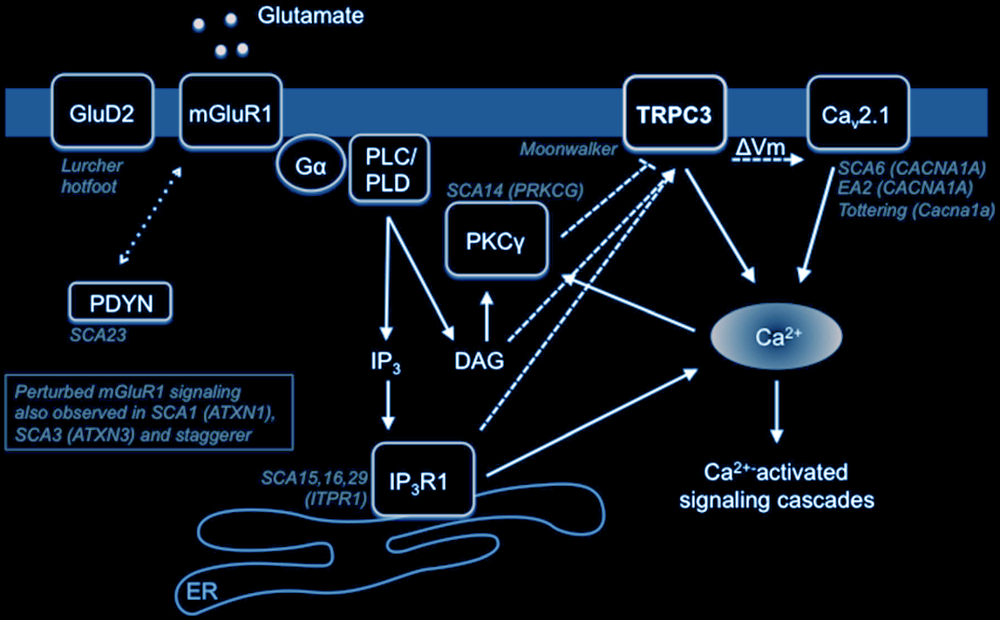 Glutamate
GluD2
mGluR1
TRPC3
Caᵥ2.1
Lurcher
hotfoot
Gα
PLC/
PLD
Moonwalker
ΔVm
SCA6 (CACNA1A)
EA2 (CACNA1A)
Tottering (Cacna1a)
SCA14 (PRKCG)
PKCγ
PDYN
SCA23
Ca²⁺
IP₃
DAG
Perturbed mGluR1 signaling
also observed in SCA1 (ATXN1),
SCA3 (ATXN3) and staggerer
SCA15,16,29
(ITPR1)
IP₃R1
Ca²⁺-activated
signaling cascades
ER